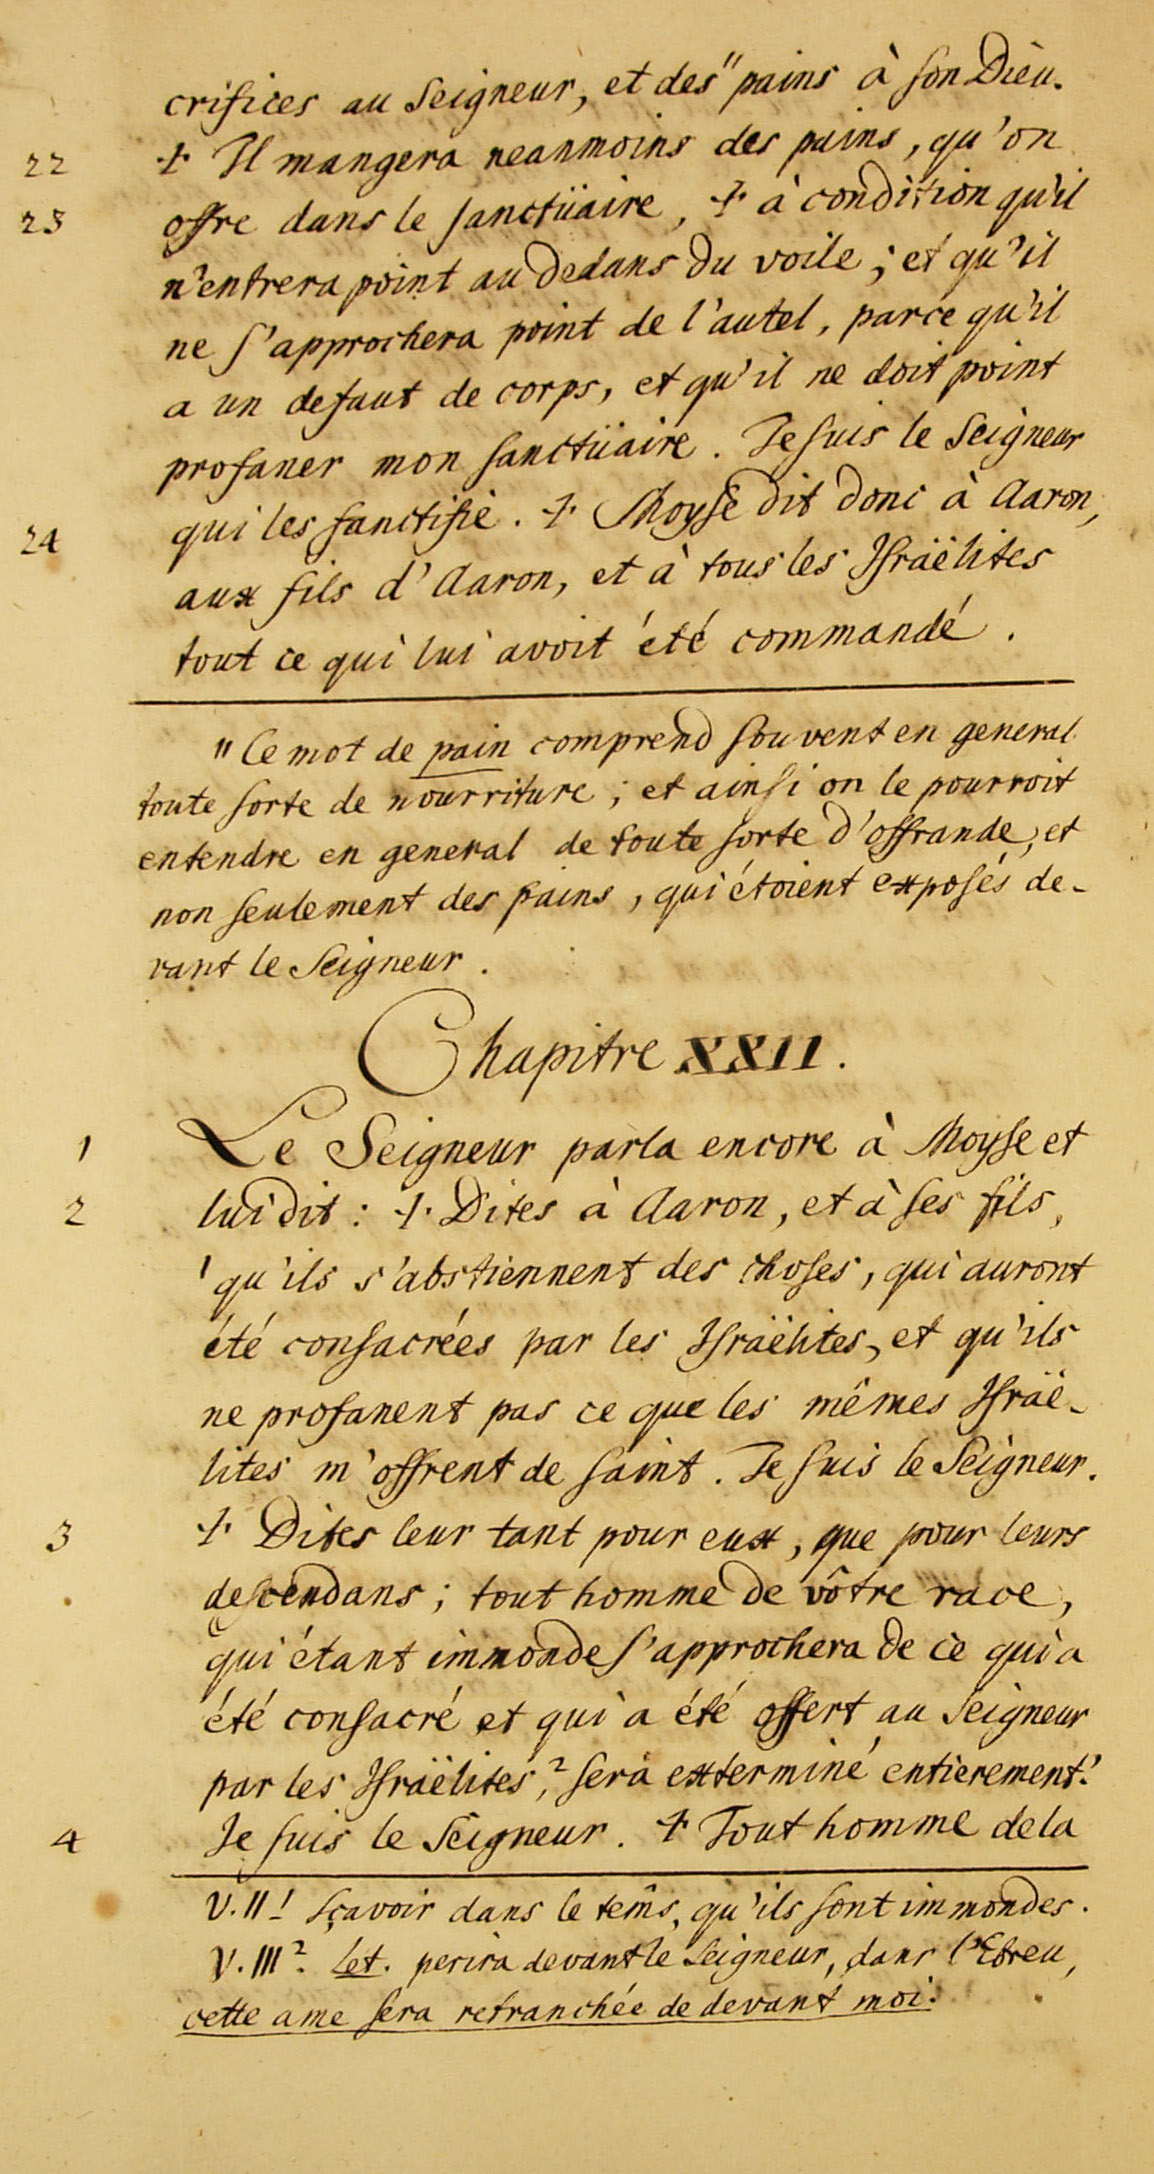 crifices au Seigneur, et des" pains à son Dieu.
22 + Il mangera neanmoins des pains, qu'on
23 offre dans le sanctüaire, + à condition qu'il
n'entrera point au dedans du voile; et qu'il
ne s'approchera point de l'autel, parce qu'il
a un defaut de corps, et qu'il ne doit point
profaner mon sanctüaire. Je suis le Seigneur
24 qui les sanctifie. + Moyse dit donc à Aaron,
aux fils d'Aaron, et à tous les Israëlites
tout ce qui lui avoit été commandé.
" Ce mot de pain comprend souvent en general
toute sorte de nourriture; et ainsi on le pourroit
entendre en general de toute sorte d'offrande, et
non seulement des pains, qui étoient exposés de-
vant le Seigneur.
Chapitre XXII.
1 Le Seigneur parla encore à Moyse et
2 lui dit: + Dites à Aaron, et à ses fils,
1 qu'ils s'abstiennent des choses, qui auront
été consacrées par les Israëlites, et qu'ils
ne profanent pas ce que les mêmes Israë-
lites m'offrent de saint. Je suis le Seigneur.
3 + Dites leur tant pour eux, que pour leurs
descendans; tout homme de vôtre race,
qui étant immonde s'approchera de ce qui a
été consacré et qui a été offert au Seigneur
par les Israëlites, 2 sera exterminé entierement.
4 Je suis le Seigneur. + Tout homme de la
V. II 1 sçavoir dans le tems, qu'ils sont immondes.
V. III 2. Let. perira devant le Seigneur, dans l'Ebreu,
cette ame sera retranchée de devant moi.